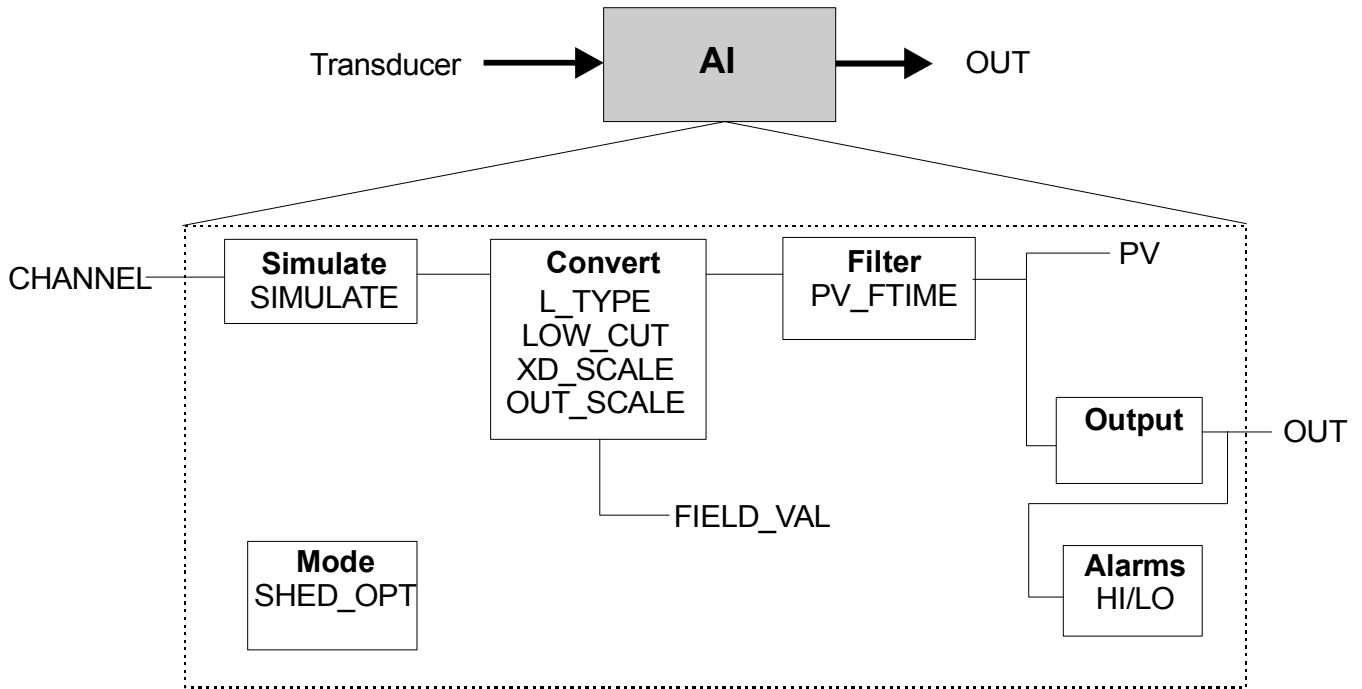 Transducer
AI
OUT
CHANNEL
Simulate
SIMULATE
Convert
L_TYPE
LOW_CUT
XD_SCALE
OUT_SCALE
Filter
PV_FTIME
PV
Output
OUT
FIELD_VAL
Mode
SHED_OPT
Alarms
HI/LO